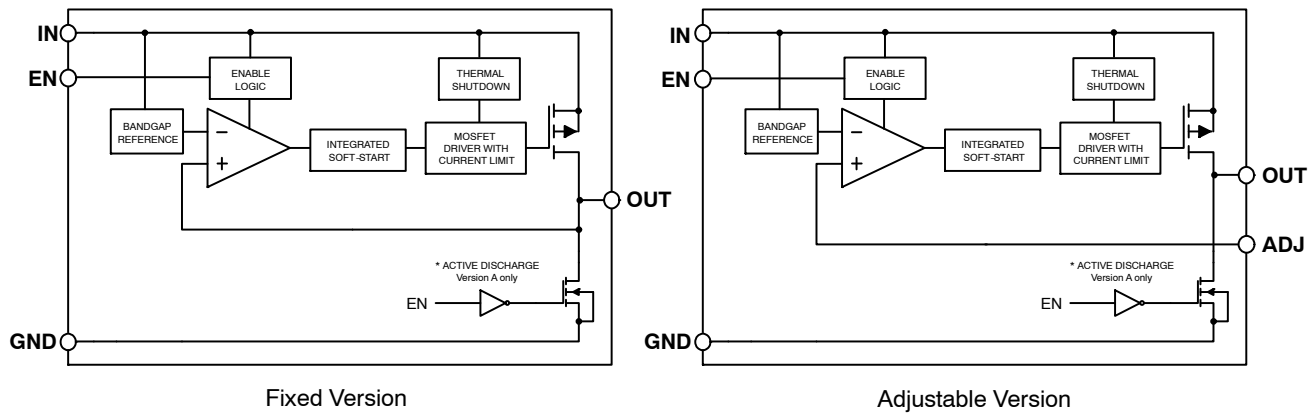 IN
EN
ENABLE
LOGIC
THERMAL
SHUTDOWN
BANDGAP
REFERENCE
−
+
INTEGRATED
SOFT-START
MOSFET
DRIVER WITH
CURRENT LIMIT
OUT
* ACTIVE DISCHARGE
Version A only
EN
GND
Fixed Version
IN
EN
ENABLE
LOGIC
THERMAL
SHUTDOWN
BANDGAP
REFERENCE
−
+
INTEGRATED
SOFT-START
MOSFET
DRIVER WITH
CURRENT LIMIT
OUT
ADJ
* ACTIVE DISCHARGE
Version A only
EN
GND
Adjustable Version